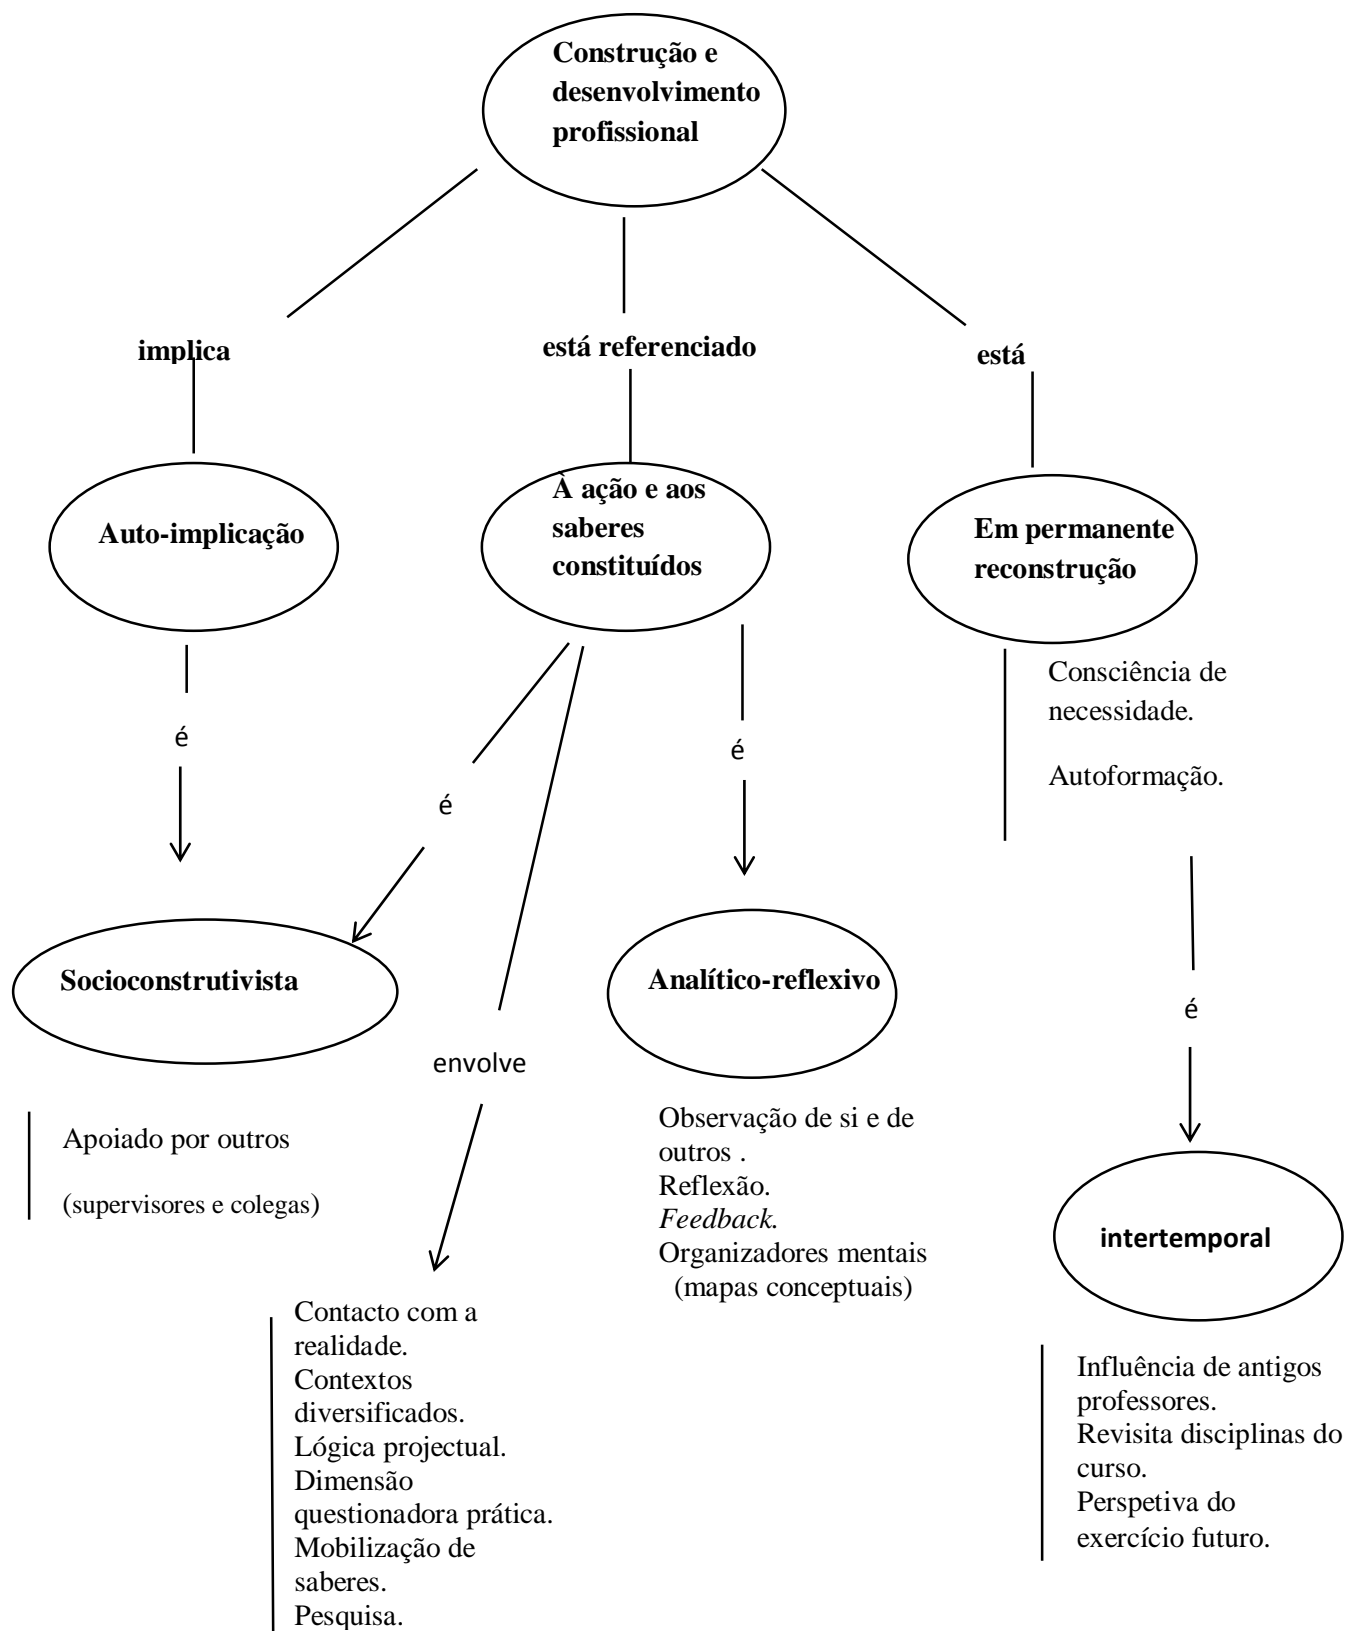 Construção e
desenvolvimento
profissional
implica
está referenciado
está
Auto-implicação
À ação e aos
saberes
constituídos
Em permanente
reconstrução
Consciência de
necessidade.
Autoformação.
é
é
é
é
Socioconstrutivista
Analítico-reflexivo
envolve
Apoiado por outros
(supervisores e colegas)
Observação de si e de
outros .
Reflexão.
Feedback.
Organizadores mentais
(mapas conceptuais)
intertemporal
Contacto com a
realidade.
Contextos
diversificados.
Lógica projectual.
Dimensão
questionadora prática.
Mobilização de
saberes.
Pesquisa.
Influência de antigos
professores.
Revisita disciplinas do
curso.
Perspetiva do
exercício futuro.